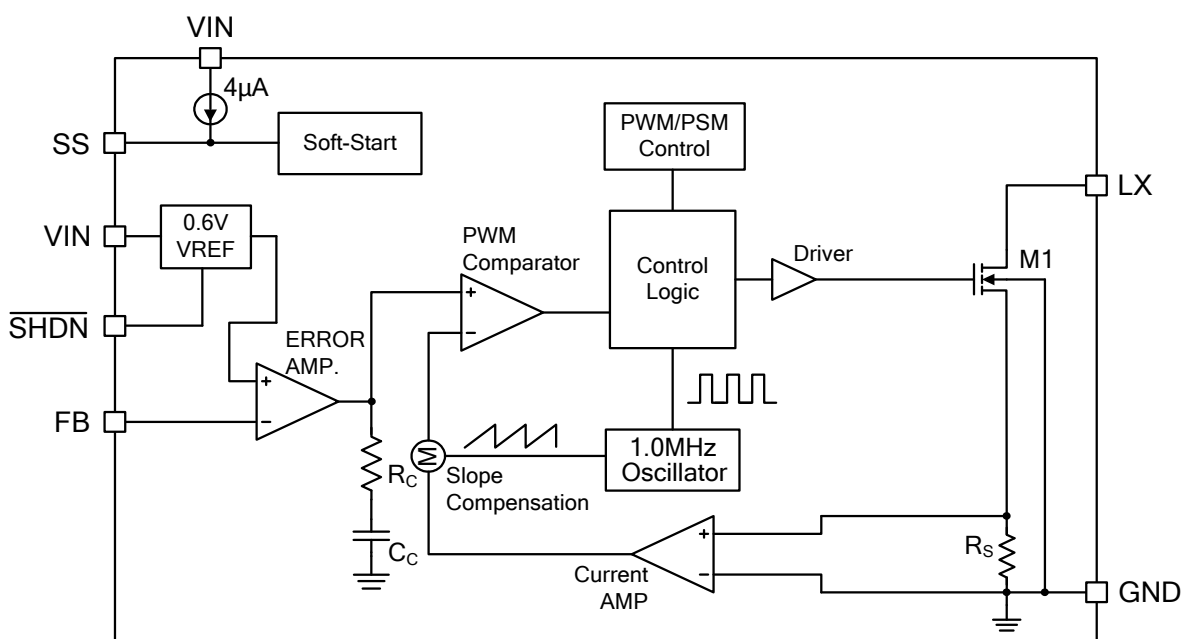 VIN
4µA
SS
Soft-Start
PWM/PSM
Control
LX
VIN
0.6V
VREF
PWM
Comparator
+
−
Control
Logic
Driver
M1
SHDN
ERROR
AMP.
+
−
FB
1.0MHz
Oscillator
M
Slope
Compensation
RC
CC
+
−
Current
AMP
RS
GND